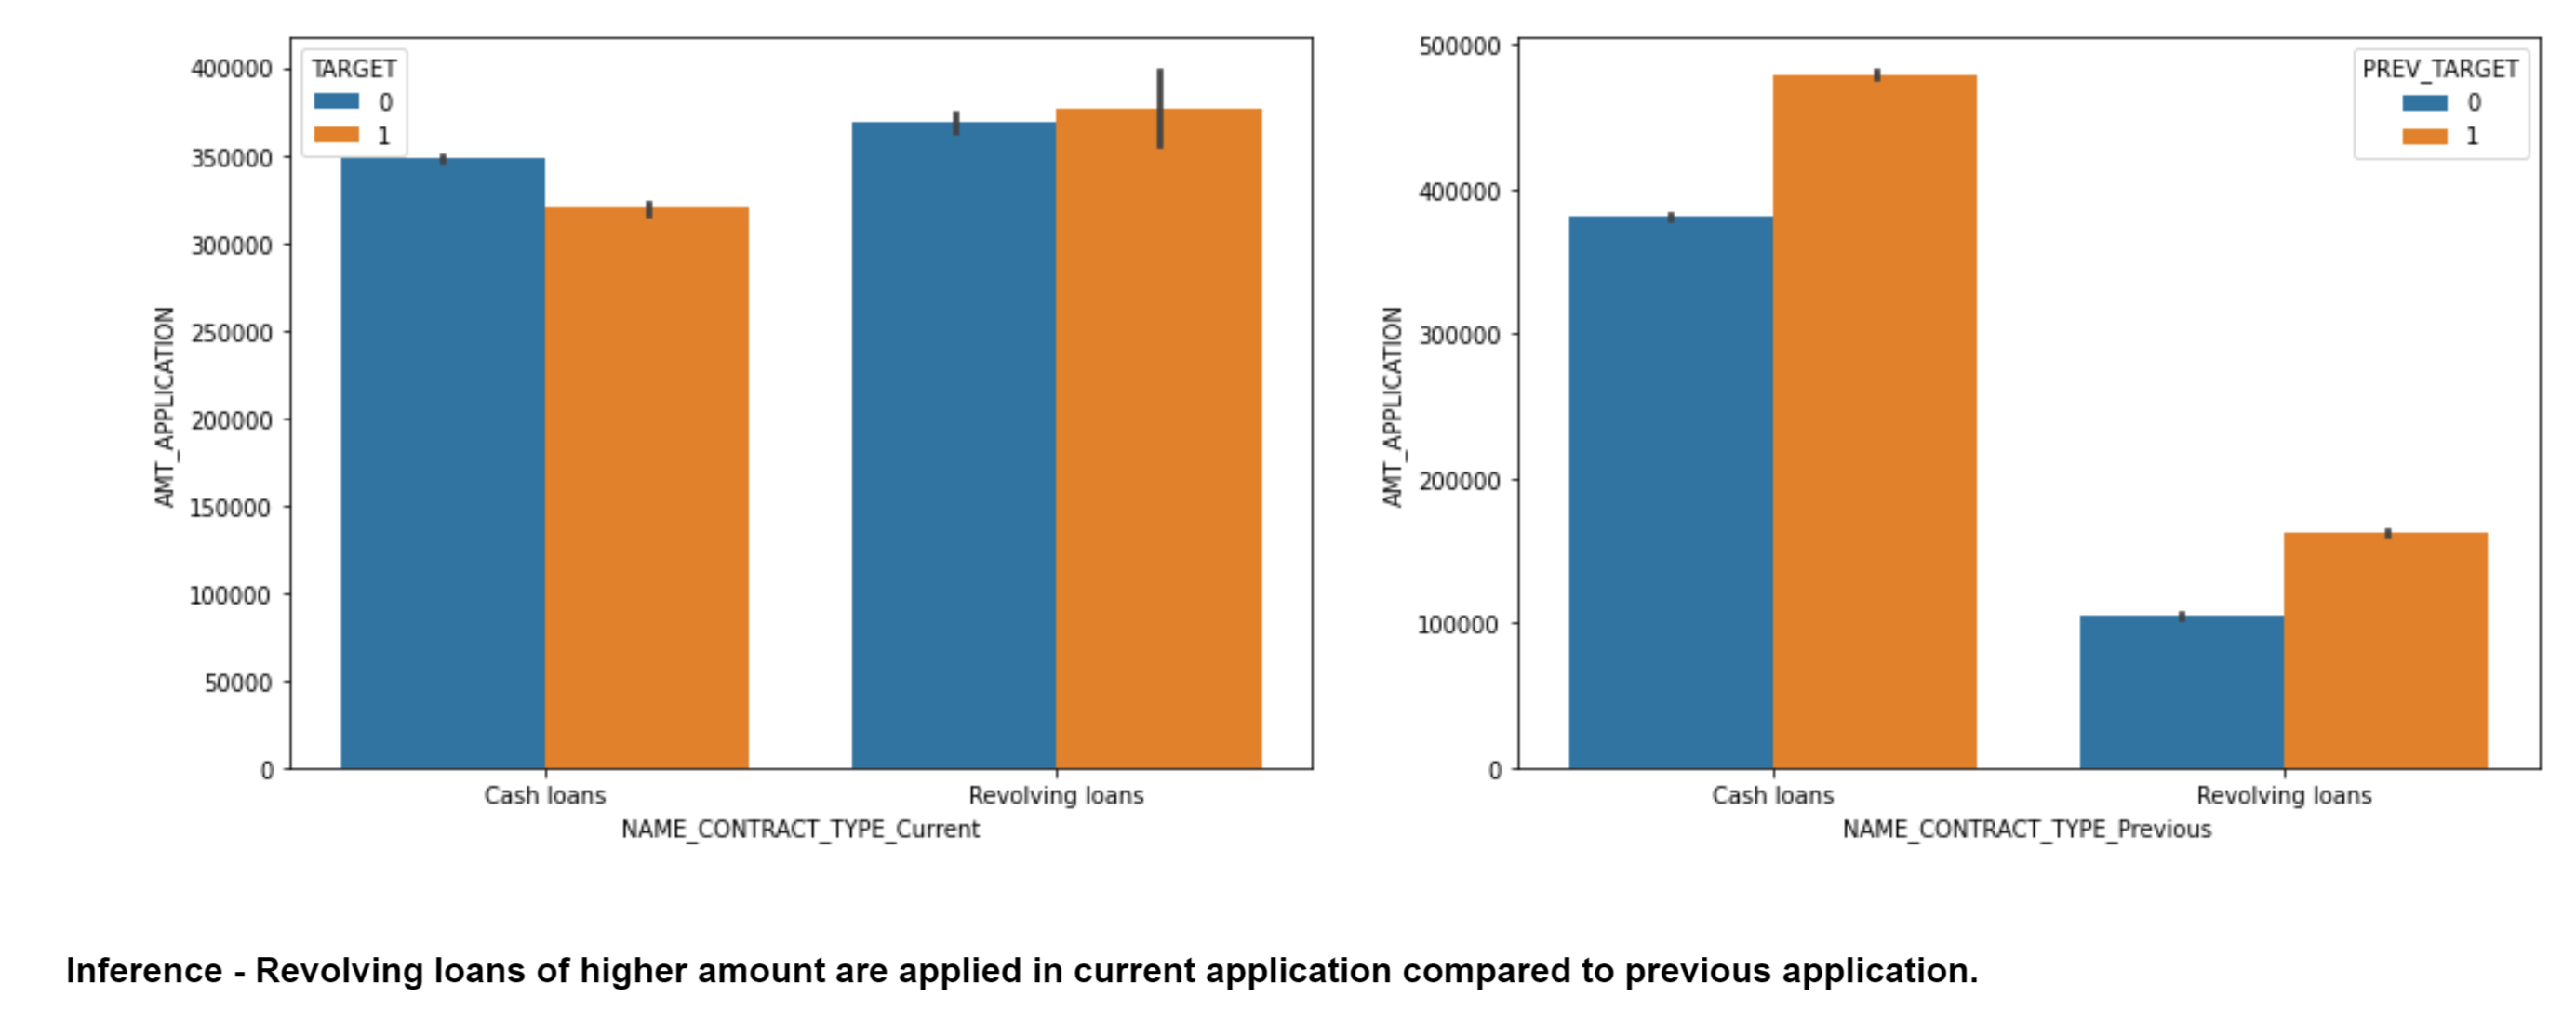 TARGET
0
1
400000
350000
300000
250000
200000
150000
100000
50000
0
AMT_APPLICATION
Cash loans
Revolving loans
NAME_CONTRACT_TYPE_Current
PREV_TARGET
0
1
500000
400000
300000
200000
100000
0
AMT_APPLICATION
Cash loans
Revolving loans
NAME_CONTRACT_TYPE_Previous
Inference - Revolving loans of higher amount are applied in current application compared to previous application.